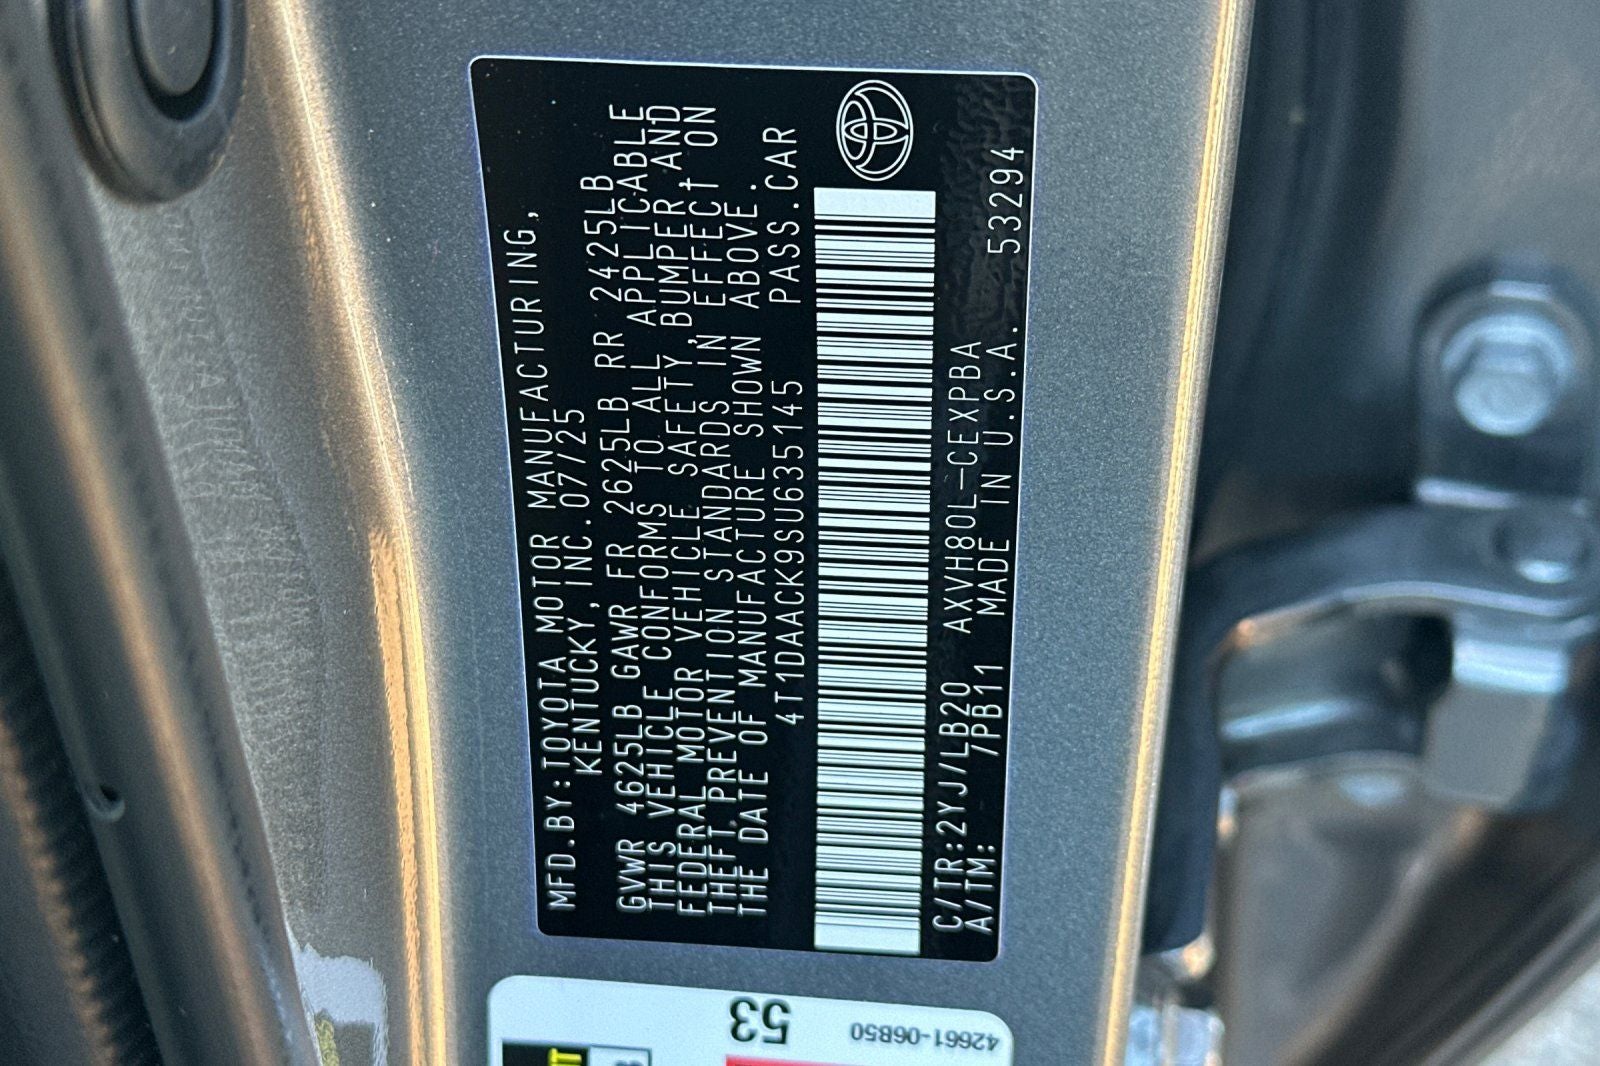 MFD.BY:TOYOTA MOTOR MANUFACTURING,
KENTUCKY, INC.07/25
GVWR 4625LB GAWR FR 2625LB RR 2425LB
THIS VEHICLE CONFORMS TO ALL APPLICABLE
FEDERAL MOTOR VEHICLE SAFETY,BUMPER,AND
THEFT PREVENTION STANDARDS IN EFFECT ON
THE DATE OF MANUFACTURE SHOWN ABOVE.
4T1DAACK9SU635145 PASS.CAR
C/TR:2YJ/LB20 AXVH80L-CEXPBA 53294
A/TM: 7PB11 MADE IN U.S.A.
53
42661-06B50